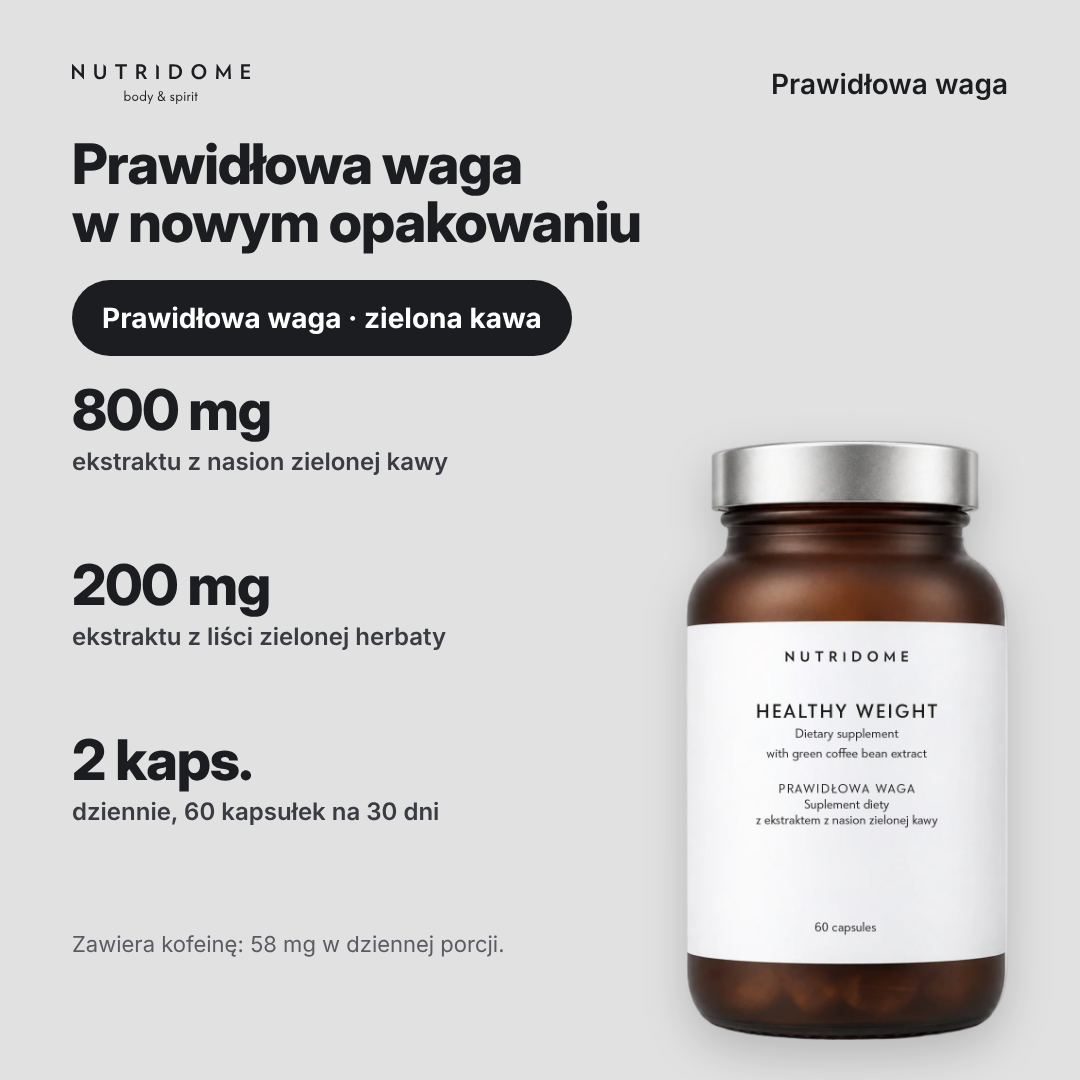 NUTRIDOME
body & spirit
Prawidłowa waga
Prawidłowa waga
w nowym opakowaniu
Prawidłowa waga · zielona kawa
800 mg
ekstraktu z nasion zielonej kawy
200 mg
ekstraktu z liści zielonej herbaty
2 kaps.
dziennie, 60 kapsułek na 30 dni
Zawiera kofeinę: 58 mg w dziennej porcji.
NUTRIDOME
HEALTHY WEIGHT
Dietary supplement
with green coffee bean extract
PRAWIDŁOWA WAGA
Suplement diety
z ekstraktem z nasion zielonej kawy
60 capsules